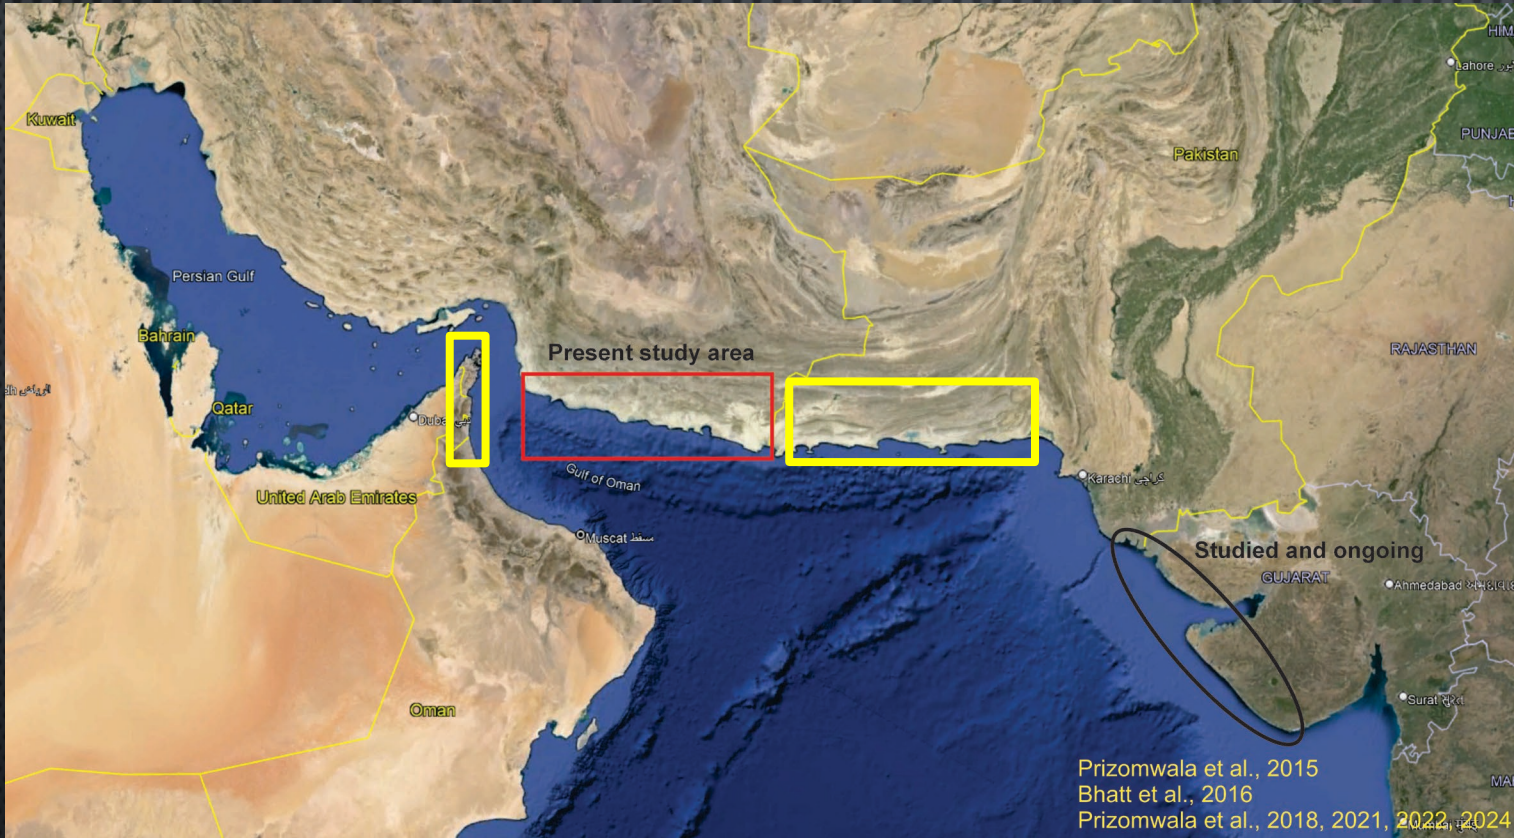 HIM
Lahore
Kuwait
PUNJAB
Pakistan
Persian Gulf
Bahrain
RAJASTHAN
Present study area
Qatar
Gulf of Oman
Karachi کراچی
United Arab Emirates
Muscat مسقط
Studied and ongoing
GUJARAT
Ahmedabad
Surat
Oman
Prizomwala et al., 2015
Bhatt et al., 2016
Prizomwala et al., 2018, 2021, 2022, 2024